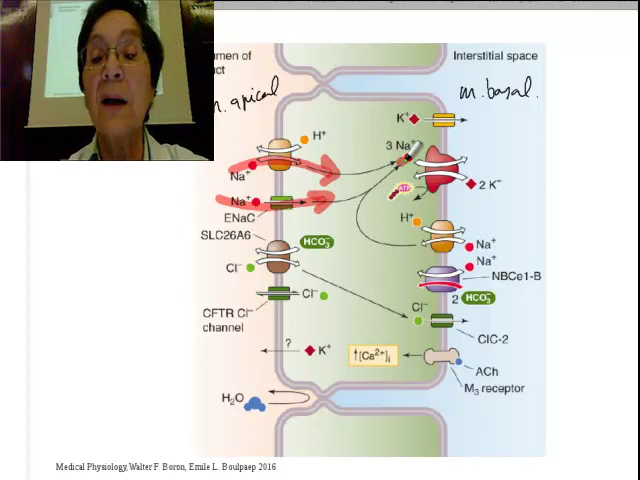 men of
ct
Interstitial space
apical
m. basal.
K⁺
H⁺
3 Na⁺
Na⁺
ATP
2 K⁺
Na⁺
ENaC
H⁺
SLC26A6
HCO₃⁻
Na⁺
Na⁺
Cl⁻
NBCe1-B
Cl⁻
2 HCO₃⁻
CFTR Cl⁻
channel
Cl⁻
ClC-2
?
K⁺
↑[Ca²⁺]ᵢ
ACh
M₃ receptor
H₂O
Medical Physiology,Walter F. Boron, Emile L. Boulpaep 2016